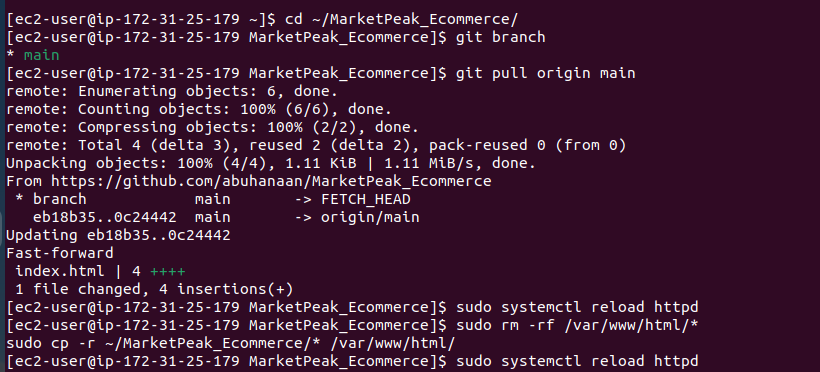 [ec2-user@ip-172-31-25-179 ~]$ cd ~/MarketPeak_Ecommerce/
[ec2-user@ip-172-31-25-179 MarketPeak_Ecommerce]$ git branch
* main
[ec2-user@ip-172-31-25-179 MarketPeak_Ecommerce]$ git pull origin main
remote: Enumerating objects: 6, done.
remote: Counting objects: 100% (6/6), done.
remote: Compressing objects: 100% (2/2), done.
remote: Total 4 (delta 3), reused 2 (delta 2), pack-reused 0 (from 0)
Unpacking objects: 100% (4/4), 1.11 KiB | 1.11 MiB/s, done.
From https://github.com/abuhanaan/MarketPeak_Ecommerce
 * branch            main       -> FETCH_HEAD
   eb18b35..0c24442  main       -> origin/main
Updating eb18b35..0c24442
Fast-forward
 index.html | 4 ++++
 1 file changed, 4 insertions(+)
[ec2-user@ip-172-31-25-179 MarketPeak_Ecommerce]$ sudo systemctl reload httpd
[ec2-user@ip-172-31-25-179 MarketPeak_Ecommerce]$ sudo rm -rf /var/www/html/*
sudo cp -r ~/MarketPeak_Ecommerce/* /var/www/html/
[ec2-user@ip-172-31-25-179 MarketPeak_Ecommerce]$ sudo systemctl reload httpd